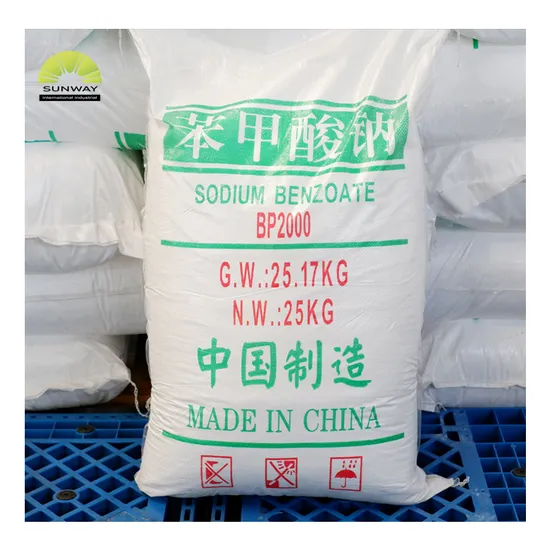 SUNWAY
International Industrial
苯甲酸钠
SODIUM BENZOATE
BP2000
G.W.:25.17KG
N.W.:25KG
中国制造
MADE IN CHINA